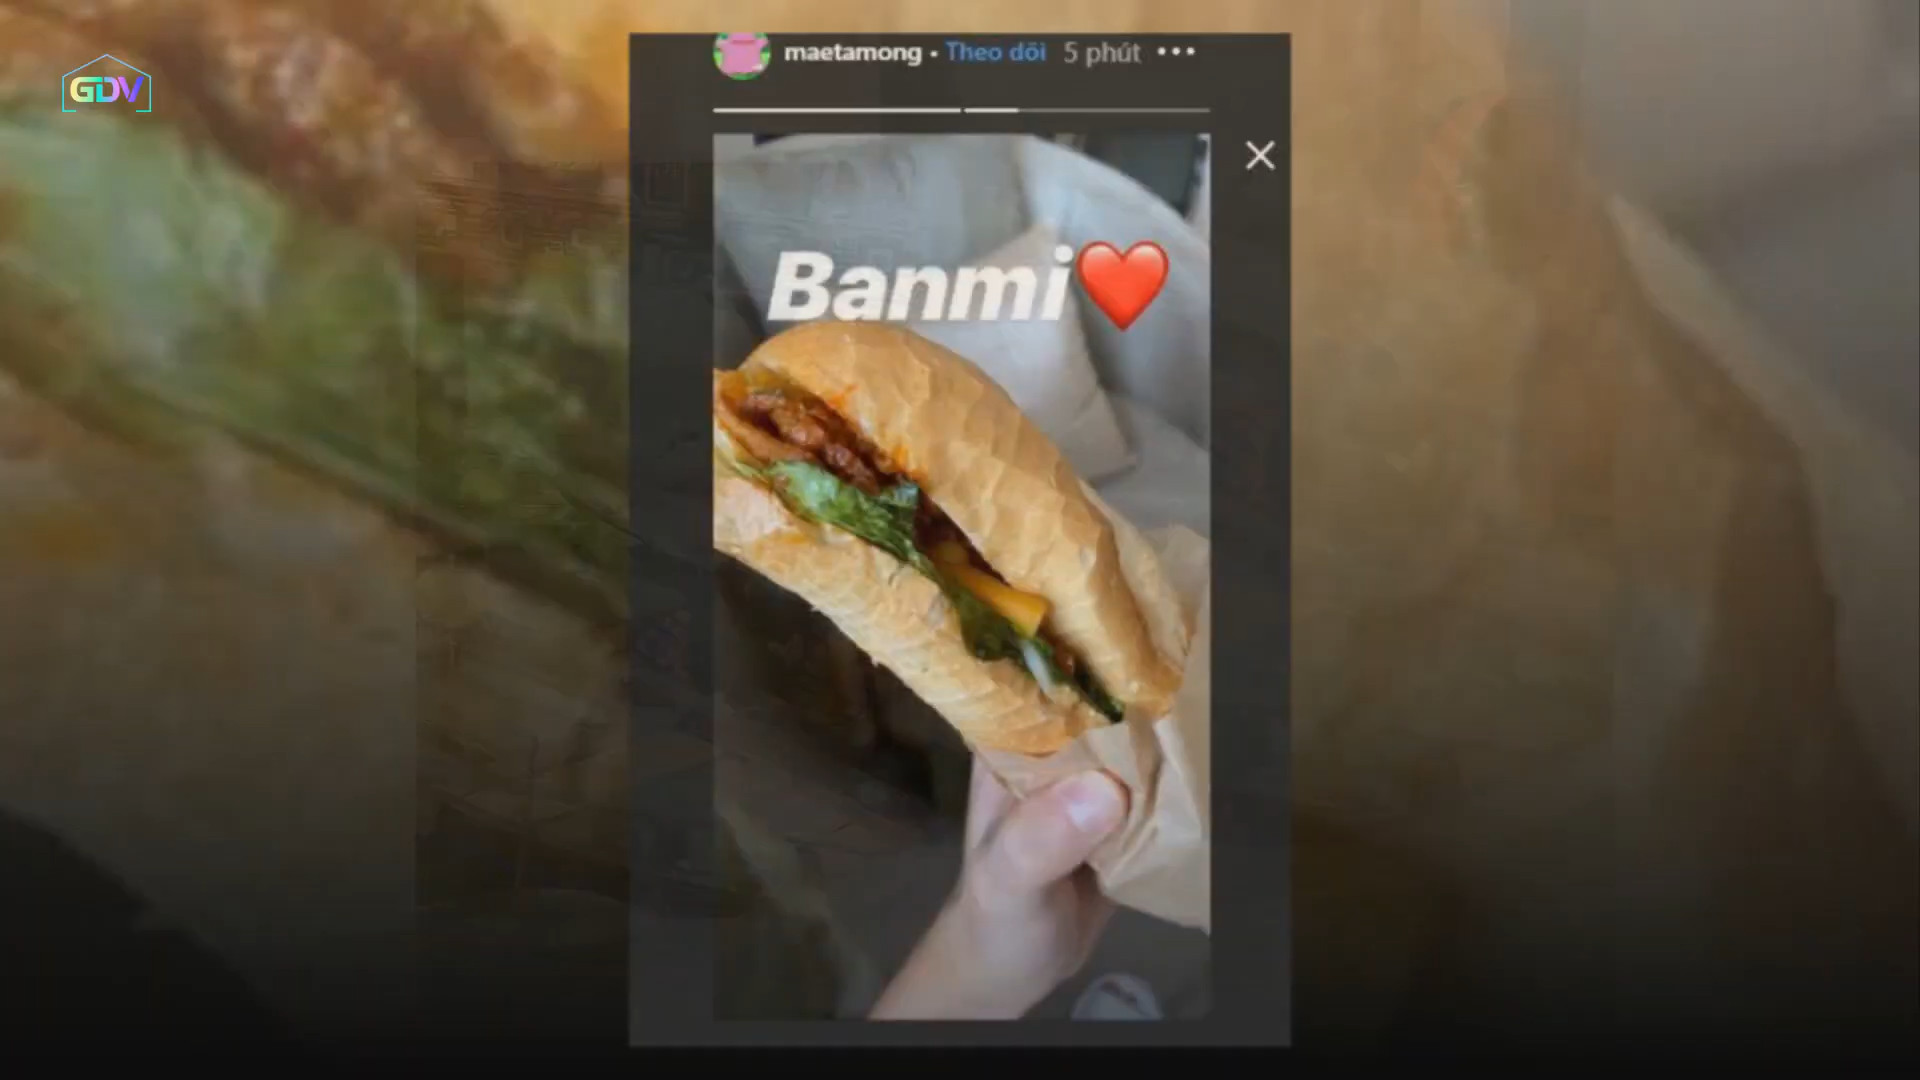 GDV
maetamong • Theo dõi 5 phút •••
Banmi❤️